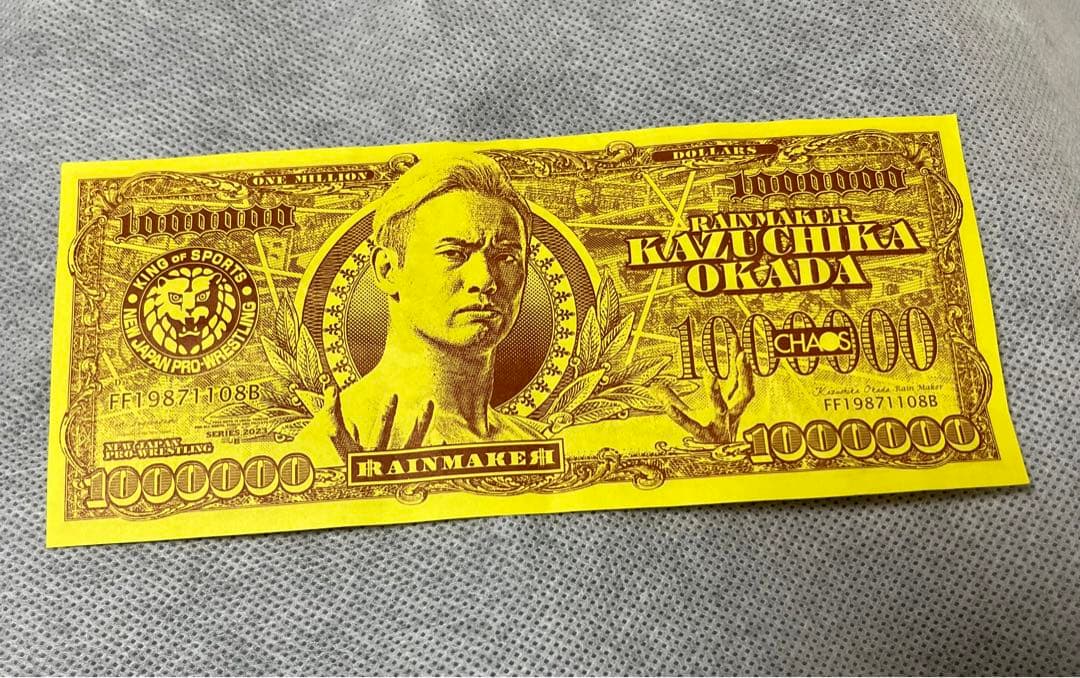 ONE MILLION
DOLLARS
1000000
1000000
RAINMAKER
KAZUCHIKA
OKADA
KING OF SPORTS
NEW JAPAN PRO-WRESTLING
1000000
CHAOS
FF19871108B
Kazuchika Okada Rain Maker
FF19871108B
SERIES 2023
NEW JAPAN
PRO-WRESTLING
1000000
RAINMAKER
1000000